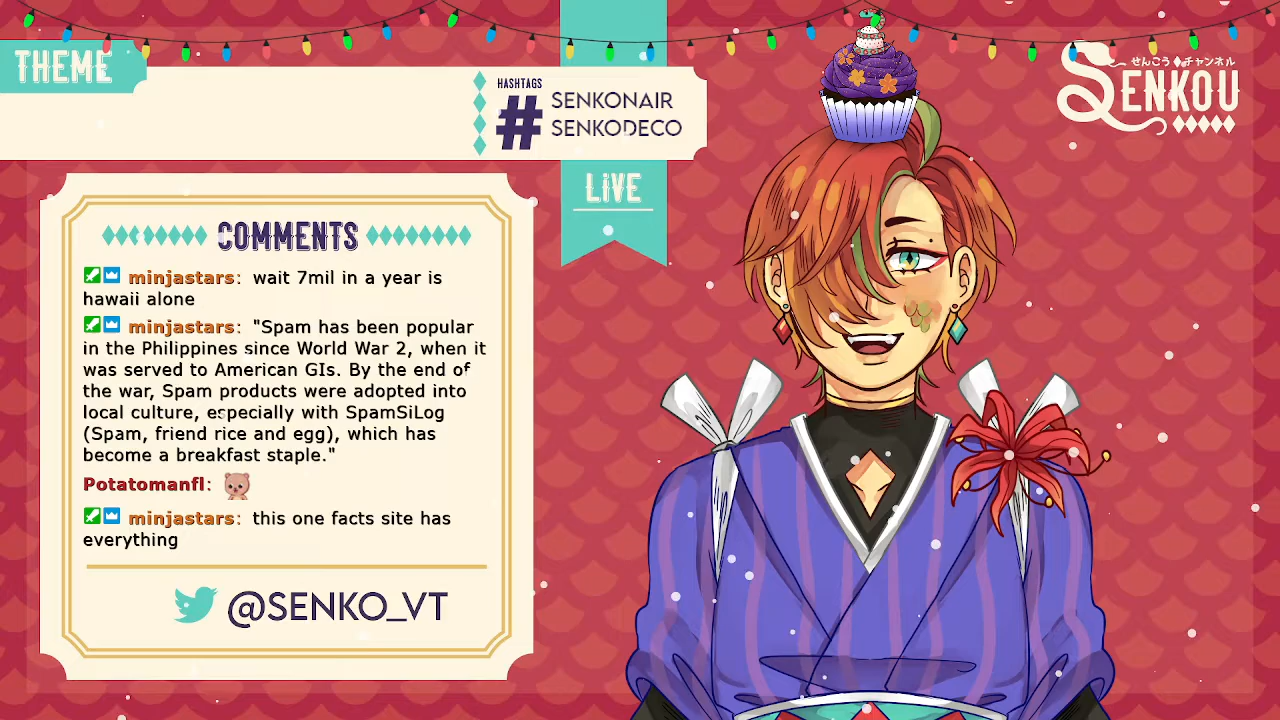 THEME
HASHTAGS
# SENKONAIR
SENKODECO
せんこう♦チャンネル
SENKOU
LIVE
COMMENTS
minjastars: wait 7mil in a year is
hawaii alone
minjastars: "Spam has been popular
in the Philippines since World War 2, when it
was served to American GIs. By the end of
the war, Spam products were adopted into
local culture, especially with SpamSiLog
(Spam, friend rice and egg), which has
become a breakfast staple."
Potatomanfl:
minjastars: this one facts site has
everything
@SENKO_VT